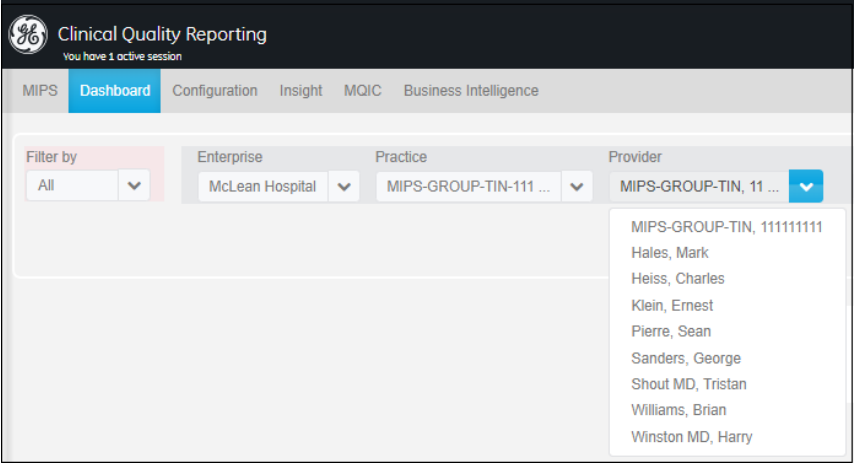 Clinical Quality Reporting
You have 1 active session
MIPS Dashboard Configuration Insight MQIC Business Intelligence
Filter by Enterprise Practice Provider
All McLean Hospital MIPS-GROUP-TIN-111 ... MIPS-GROUP-TIN, 11 ...
MIPS-GROUP-TIN, 111111111
Hales, Mark
Heiss, Charles
Klein, Ernest
Pierre, Sean
Sanders, George
Shout MD, Tristan
Williams, Brian
Winston MD, Harry